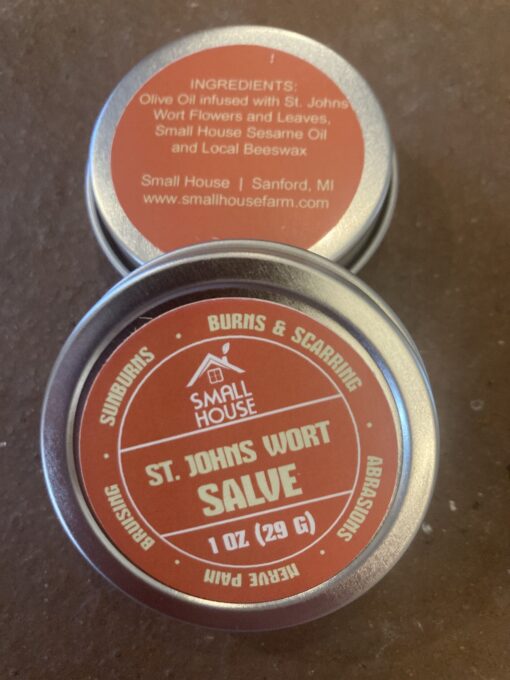 INGREDIENTS:
Olive Oil infused with St. Johns
Wort Flowers and Leaves,
Small House Sesame Oil
and Local Beeswax
Small House | Sanford, MI
www.smallhousefarm.com
SUNBURNS • BURNS & SCARRING • ABRASIONS • NERVE PAIN • BRUISING •
SMALL
HOUSE
ST. JOHNS WORT
SALVE
1 OZ (29 G)